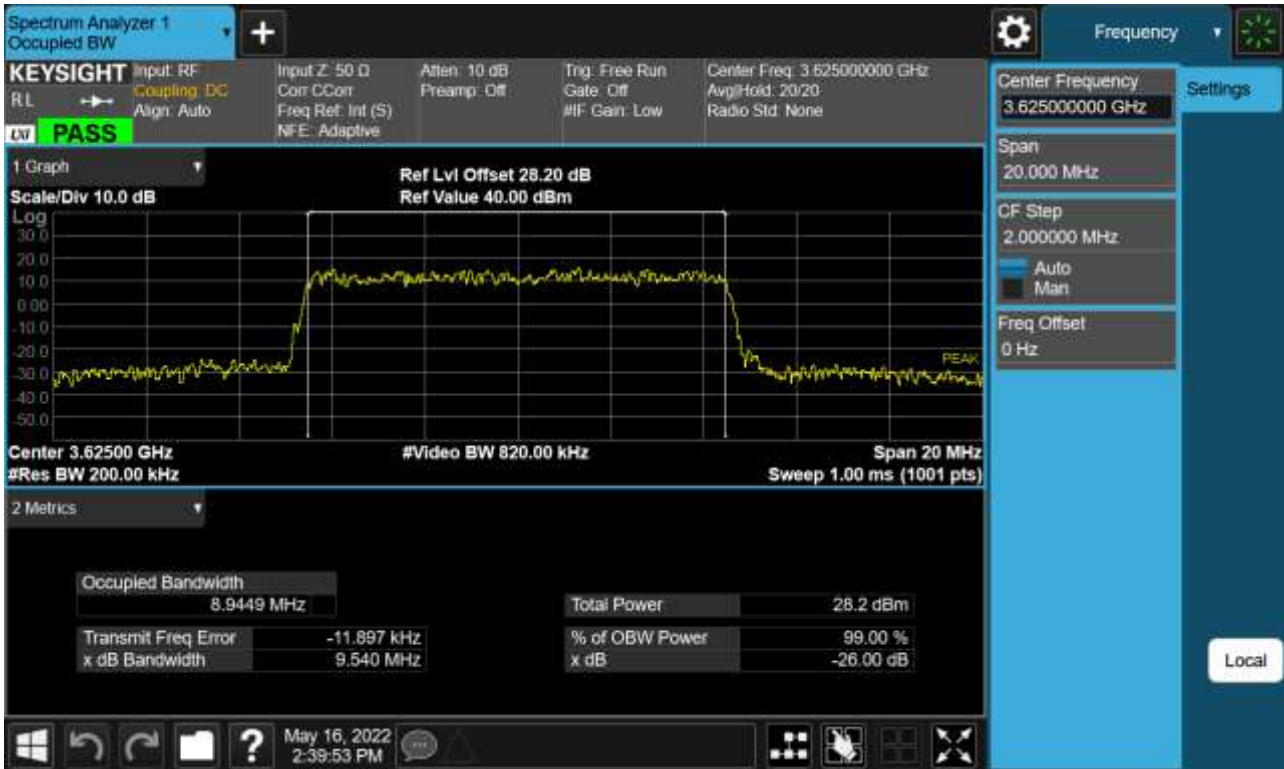 Spectrum Analyzer 1
Occupied BW
+
Frequency
KEYSIGHT
RL
PASS
Input: RF
Coupling: DC
Align: Auto
Input Z: 50 Ω
Corr CCorr
Freq Ref: Int (S)
NFE: Adaptive
Atten: 10 dB
Preamp: Off
Trig: Free Run
Gate: Off
#IF Gain: Low
Center Freq: 3.625000000 GHz
Avg|Hold: 20/20
Radio Std: None
Center Frequency
3.625000000 GHz
Settings
Span
20.000 MHz
CF Step
2.000000 MHz
Auto
Man
Freq Offset
0 Hz
Local
1 Graph
Scale/Div 10.0 dB
Ref Lvl Offset 28.20 dB
Ref Value 40.00 dBm
Log
30.0
20.0
10.0
0.00
-10.0
-20.0
-30.0
-40.0
-50.0
PEAK
Center 3.62500 GHz
#Video BW 820.00 kHz
Span 20 MHz
#Res BW 200.00 kHz
Sweep 1.00 ms (1001 pts)
2 Metrics
Occupied Bandwidth
8.9449 MHz
Total Power 28.2 dBm
Transmit Freq Error -11.897 kHz
% of OBW Power 99.00 %
x dB Bandwidth 9.540 MHz
x dB -26.00 dB
?
May 16, 2022
2:39:53 PM